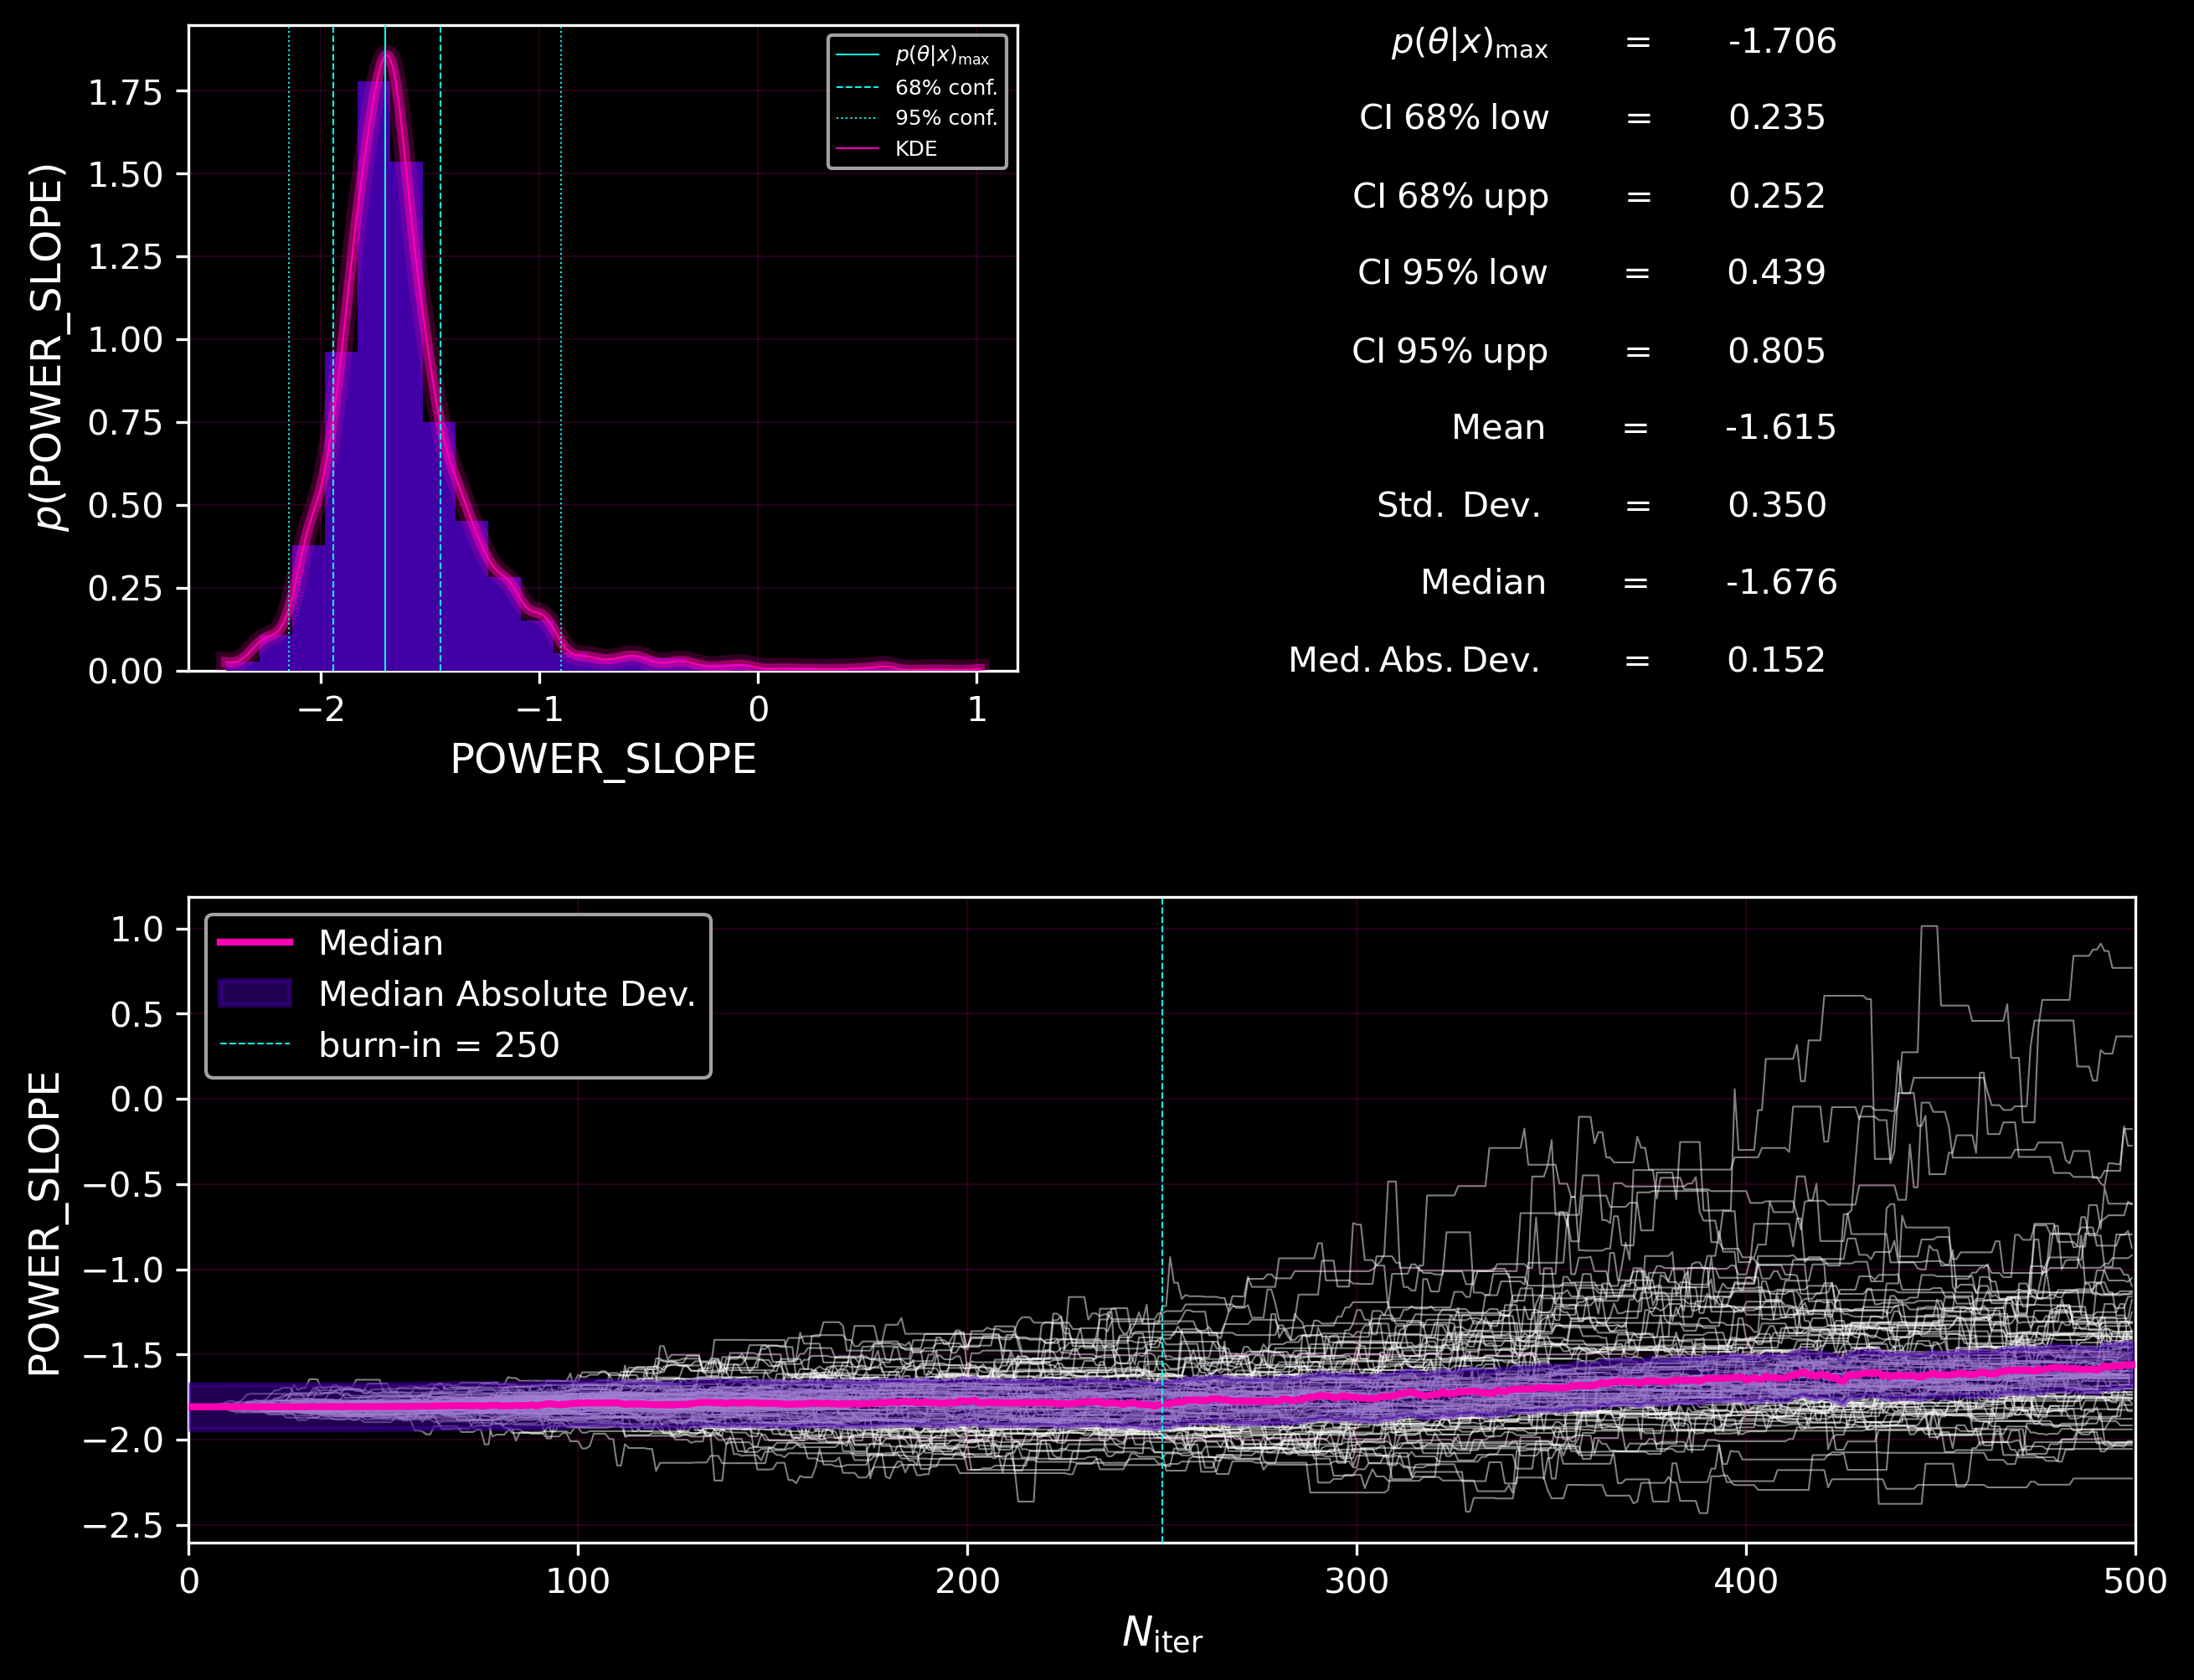 p(POWER_SLOPE)
1.75
1.50
1.25
1.00
0.75
0.50
0.25
0.00
−2 −1 0 1
POWER_SLOPE
p(θ|x)max
68% conf.
95% conf.
KDE
p(θ|x)max = -1.706
CI 68% low = 0.235
CI 68% upp = 0.252
CI 95% low = 0.439
CI 95% upp = 0.805
Mean = -1.615
Std. Dev. = 0.350
Median = -1.676
Med. Abs. Dev. = 0.152
POWER_SLOPE
1.0
0.5
0.0
−0.5
−1.0
−1.5
−2.0
−2.5
Median
Median Absolute Dev.
burn-in = 250
0 100 200 300 400 500
Niter